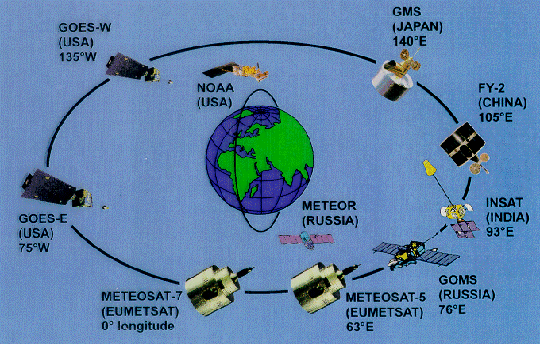 GOES-W
(USA)
135°W
GMS
(JAPAN)
140°E
NOAA
(USA)
FY-2
(CHINA)
105°E
GOES-E
(USA)
75°W
METEOR
(RUSSIA)
INSAT
(INDIA)
93°E
METEOSAT-7
(EUMETSAT)
0° longitude
METEOSAT-5
(EUMETSAT)
63°E
GOMS
(RUSSIA)
76°E